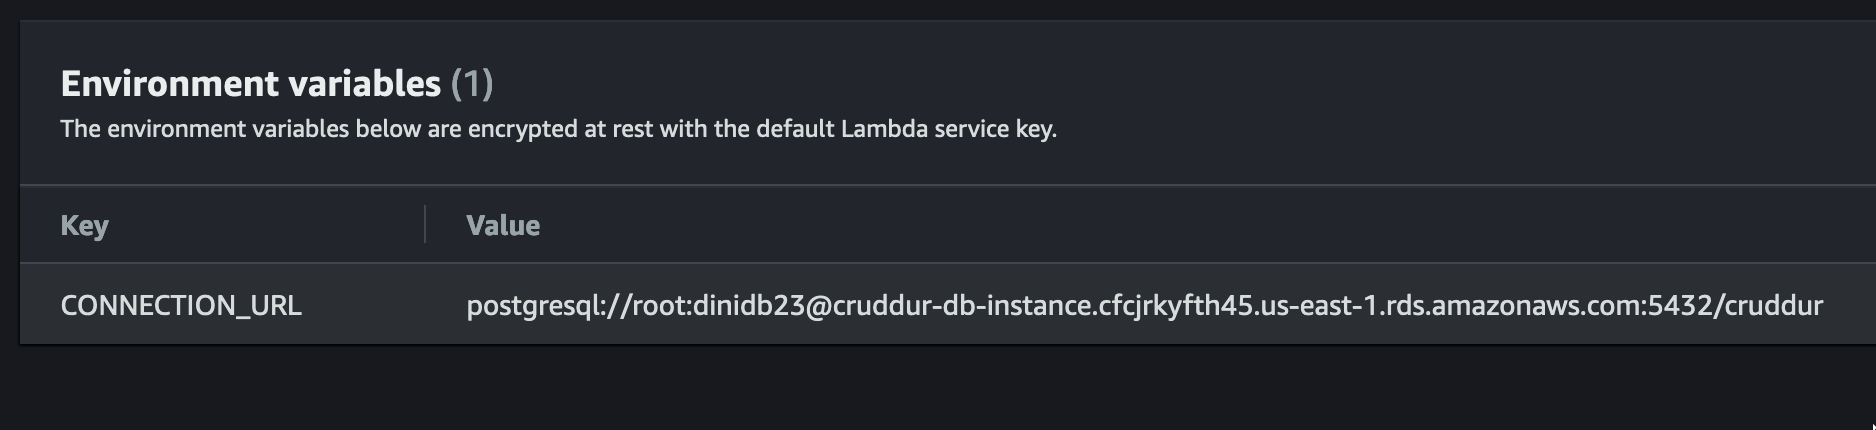 Environment variables (1)
The environment variables below are encrypted at rest with the default Lambda service key.
Key Value
CONNECTION_URL postgresql://root:dinidb23@cruddur-db-instance.cfcjrkyfth45.us-east-1.rds.amazonaws.com:5432/cruddur